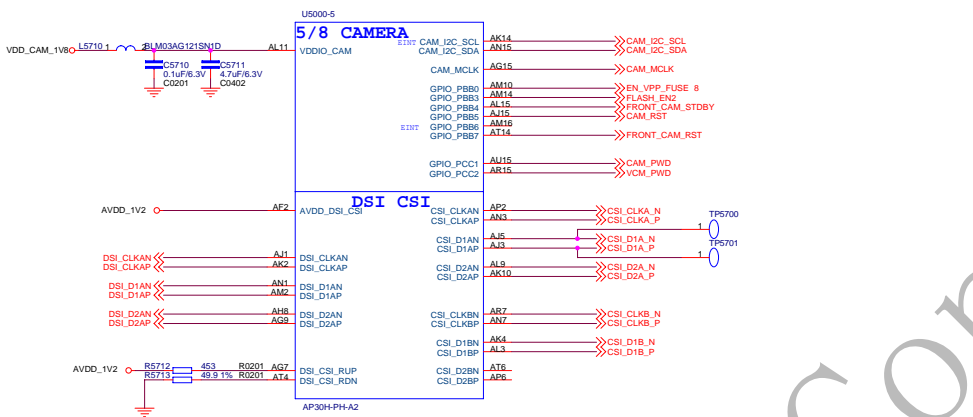 U5000-5
5/8 CAMERA
VDD_CAM_1V8
L5710 1 2 BLM03AG121SN1D
AL11
VDDIO_CAM
C5710
0.1uF/6.3V
C0201
C5711
4.7uF/6.3V
C0402
EINT CAM_I2C_SCL AK14 CAM_I2C_SCL
CAM_I2C_SDA AN15 CAM_I2C_SDA
CAM_MCLK AG15 CAM_MCLK
GPIO_PBB0 AM10 EN_VPP_FUSE 8
GPIO_PBB3 AM14 FLASH_EN2
GPIO_PBB4 AL15 FRONT_CAM_STDBY
GPIO_PBB5 AJ15 CAM_RST
EINT GPIO_PBB6 AM16
GPIO_PBB7 AT14 FRONT_CAM_RST
GPIO_PCC1 AU15 CAM_PWD
GPIO_PCC2 AR15 VCM_PWD
DSI CSI
AVDD_1V2 AF2 AVDD_DSI_CSI
CSI_CLKAN AP2 CSI_CLKA_N
CSI_CLKAP AN3 CSI_CLKA_P
TP5700
1
CSI_D1AN AJ5 CSI_D1A_N
CSI_D1AP AJ3 CSI_D1A_P
TP5701
1
DSI_CLKAN AJ1 DSI_CLKAN
DSI_CLKAP AK2 DSI_CLKAP
CSI_D2AN AL9 CSI_D2A_N
CSI_D2AP AK10 CSI_D2A_P
DSI_D1AN AN1 DSI_D1AN
DSI_D1AP AM2 DSI_D1AP
DSI_D2AN AH8 DSI_D2AN
DSI_D2AP AG9 DSI_D2AP
CSI_CLKBN AR7 CSI_CLKB_N
CSI_CLKBP AN7 CSI_CLKB_P
CSI_D1BN AK4 CSI_D1B_N
CSI_D1BP AL3 CSI_D1B_P
AVDD_1V2 R5712 453 R0201 AG7 DSI_CSI_RUP
R5713 49.9 1% R0201 AT4 DSI_CSI_RDN
CSI_D2BN AT6
CSI_D2BP AP6
AP30H-PH-A2